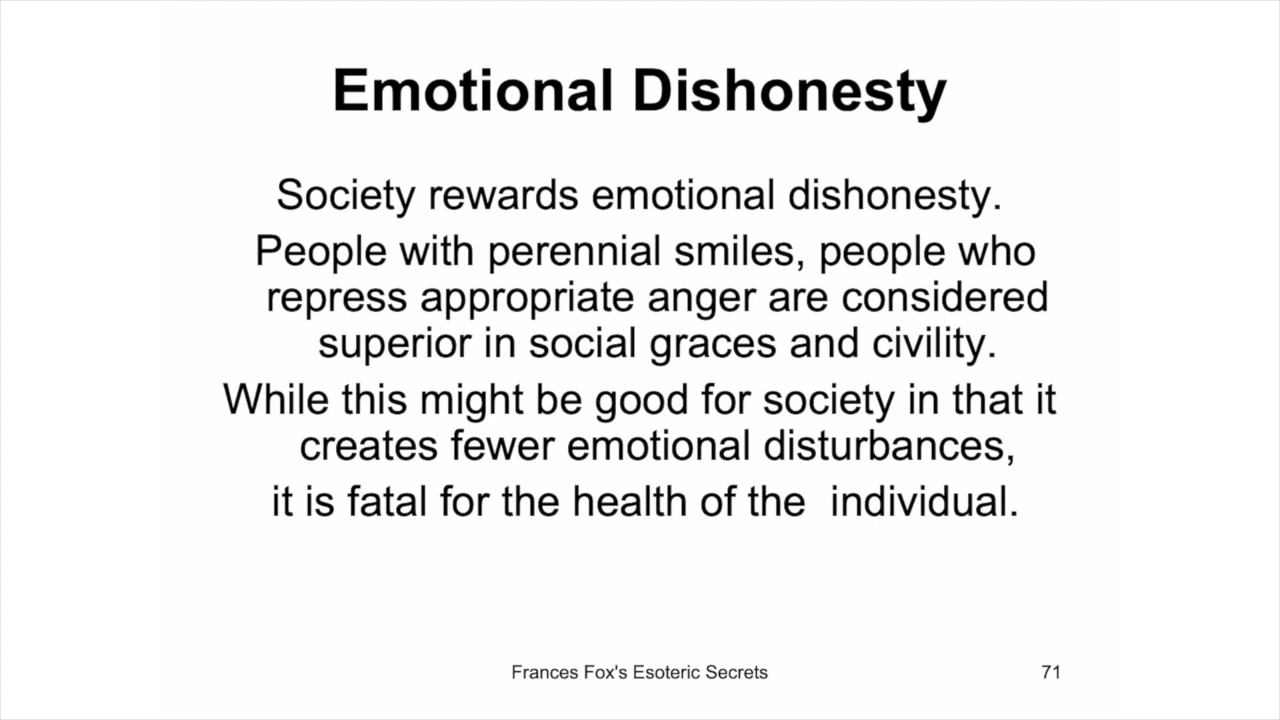 Emotional Dishonesty
Society rewards emotional dishonesty.
People with perennial smiles, people who
repress appropriate anger are considered
superior in social graces and civility.
While this might be good for society in that it
creates fewer emotional disturbances,
it is fatal for the health of the  individual.
Frances Fox's Esoteric Secrets 71